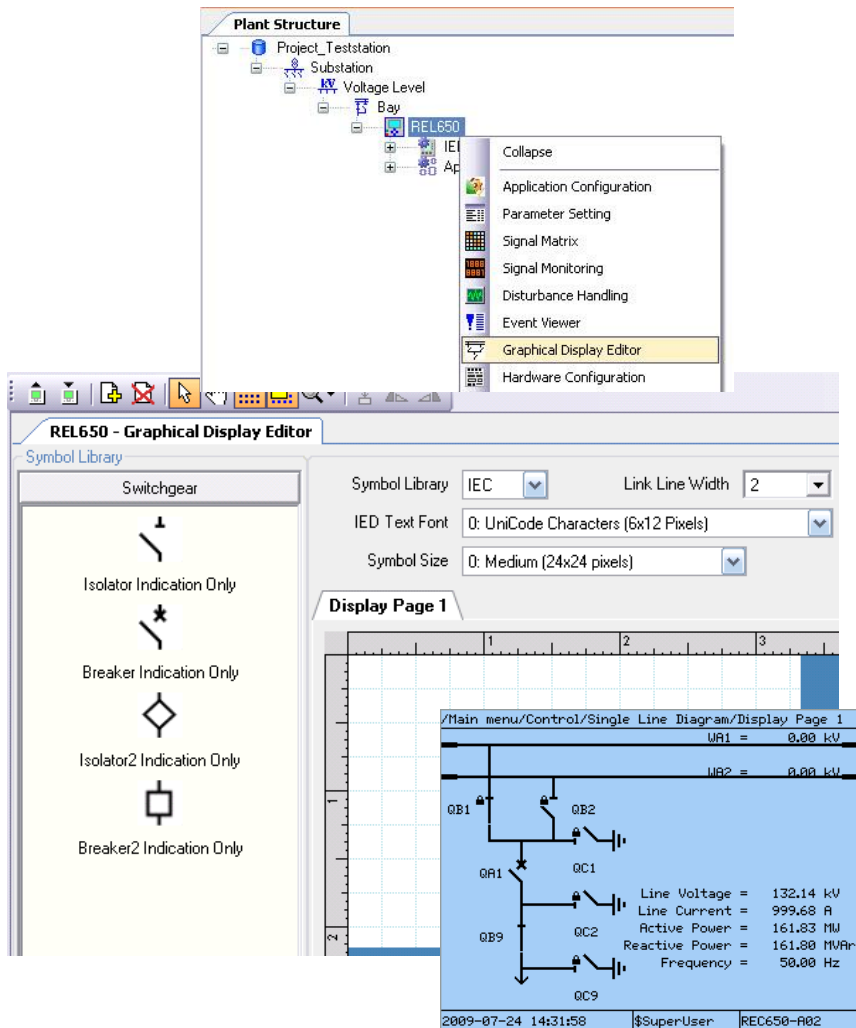 Plant Structure
Project_Teststation
Substation
Voltage Level
Bay
REL650
IE
Ap
Collapse
Application Configuration
Parameter Setting
Signal Matrix
Signal Monitoring
Disturbance Handling
Event Viewer
Graphical Display Editor
Hardware Configuration
REL650 - Graphical Display Editor
Symbol Library
Switchgear
Isolator Indication Only
Breaker Indication Only
Isolator2 Indication Only
Breaker2 Indication Only
Symbol Library IEC Link Line Width 2
IED Text Font 0: UniCode Characters (6x12 Pixels)
Symbol Size 0: Medium (24x24 pixels)
Display Page 1
1 2 3
1
2
/Main menu/Control/Single Line Diagram/Display Page 1
WA1 = 0.00 kV
WA2 = 0.00 kV
QB1 QB2
QA1 QC1
Line Voltage = 132.14 kV
Line Current = 999.68 A
QB9 QC2 Active Power = 161.83 MW
Reactive Power = 161.80 MVAr
Frequency = 50.00 Hz
QC9
2009-07-24 14:31:58 $SuperUser REC650-A02